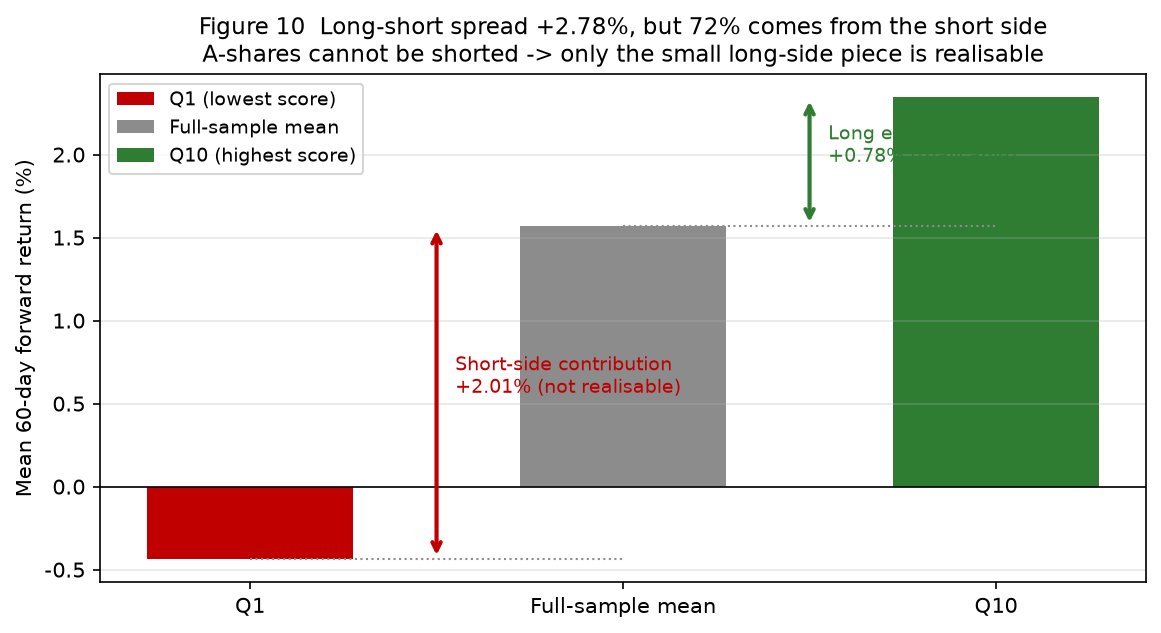 Figure 10  Long-short spread +2.78%, but 72% comes from the short side
A-shares cannot be shorted -> only the small long-side piece is realisable
Q1 (lowest score)
Full-sample mean
Q10 (highest score)
Mean 60-day forward return (%)
2.0
1.5
1.0
0.5
0.0
-0.5
Long e
+0.78%
Short-side contribution
+2.01% (not realisable)
Q1
Full-sample mean
Q10